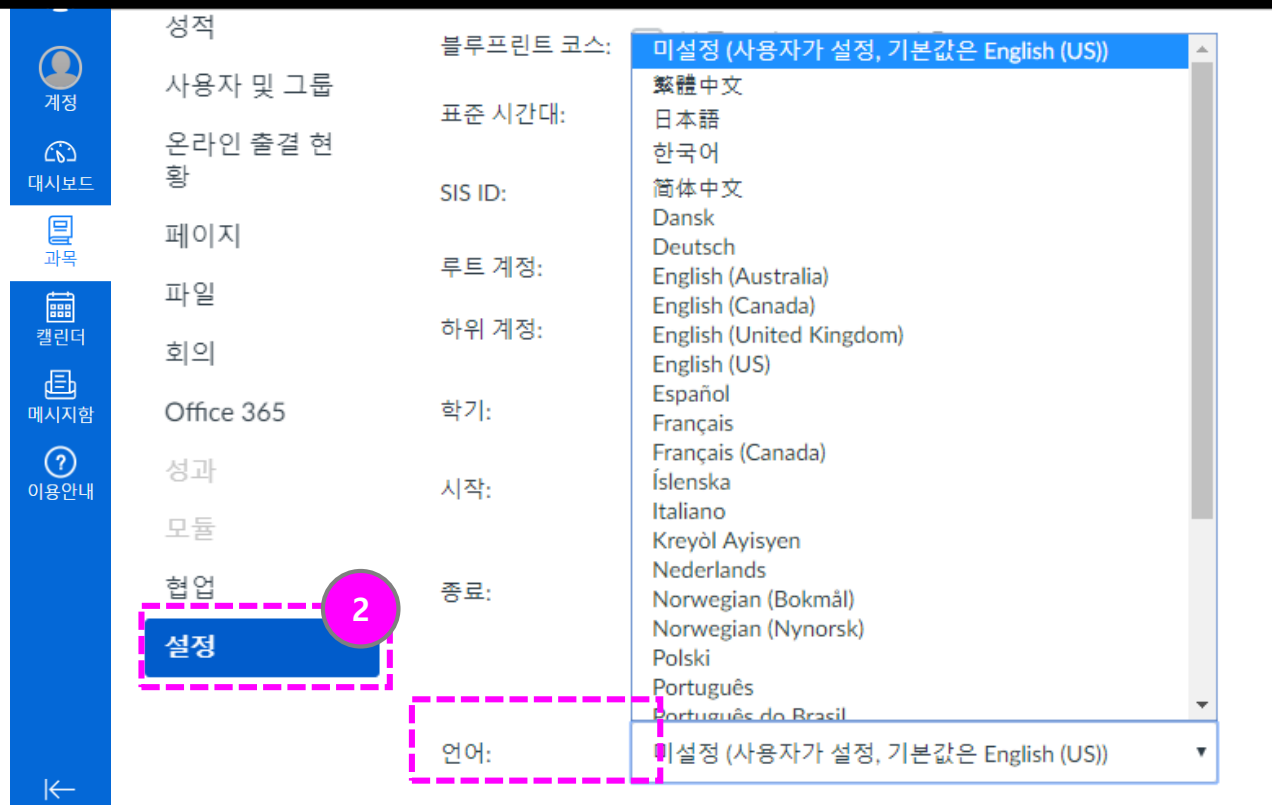 계정
대시보드
과목
캘린더
메시지함
이용안내
성적
사용자 및 그룹
온라인 출결 현
황
페이지
파일
회의
Office 365
성과
모듈
협업
2
설정
블루프린트 코스:
표준 시간대:
SIS ID:
루트 계정:
하위 계정:
학기:
시작:
종료:
미설정 (사용자가 설정, 기본값은 English (US))
繁體中文
日本語
한국어
简体中文
Dansk
Deutsch
English (Australia)
English (Canada)
English (United Kingdom)
English (US)
Español
Français
Français (Canada)
Íslenska
Italiano
Kreyòl Ayisyen
Nederlands
Norwegian (Bokmål)
Norwegian (Nynorsk)
Polski
Português
Português do Brasil
언어:
미설정 (사용자가 설정, 기본값은 English (US))